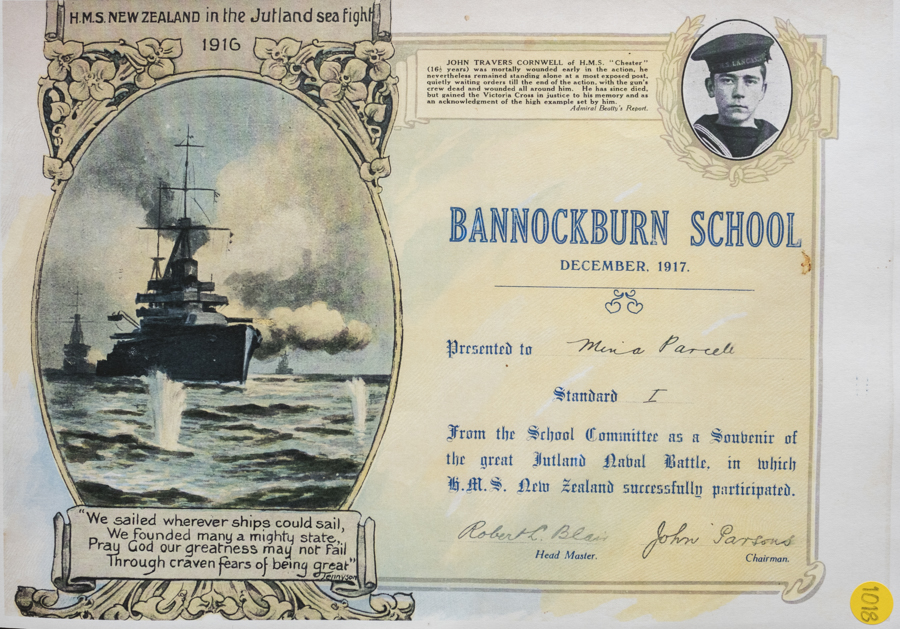 H.M.S. NEW ZEALAND in the Jutland sea fight
1916
"We sailed wherever ships could sail,
We founded many a mighty state,
Pray God our greatness may not fail
Through craven fears of being great"
Tennyson
JOHN TRAVERS CORNWELL of H.M.S. "Chester"
(16½ years) was mortally wounded early in the action, he
nevertheless remained standing alone at a most exposed post,
quietly waiting orders till the end of the action, with the gun's
crew dead and wounded all around him. He has since died,
but gained the Victoria Cross in justice to his memory and as
an acknowledgment of the high example set by him.
Admiral Beatty's Report.
BANNOCKBURN SCHOOL
DECEMBER, 1917.
Presented to Mina Parcell
Standard I
From the School Committee as a Souvenir of
the great Jutland Naval Battle, in which
H.M.S. New Zealand successfully participated.
Robert L. Blair John Parsons
Head Master. Chairman.
1018